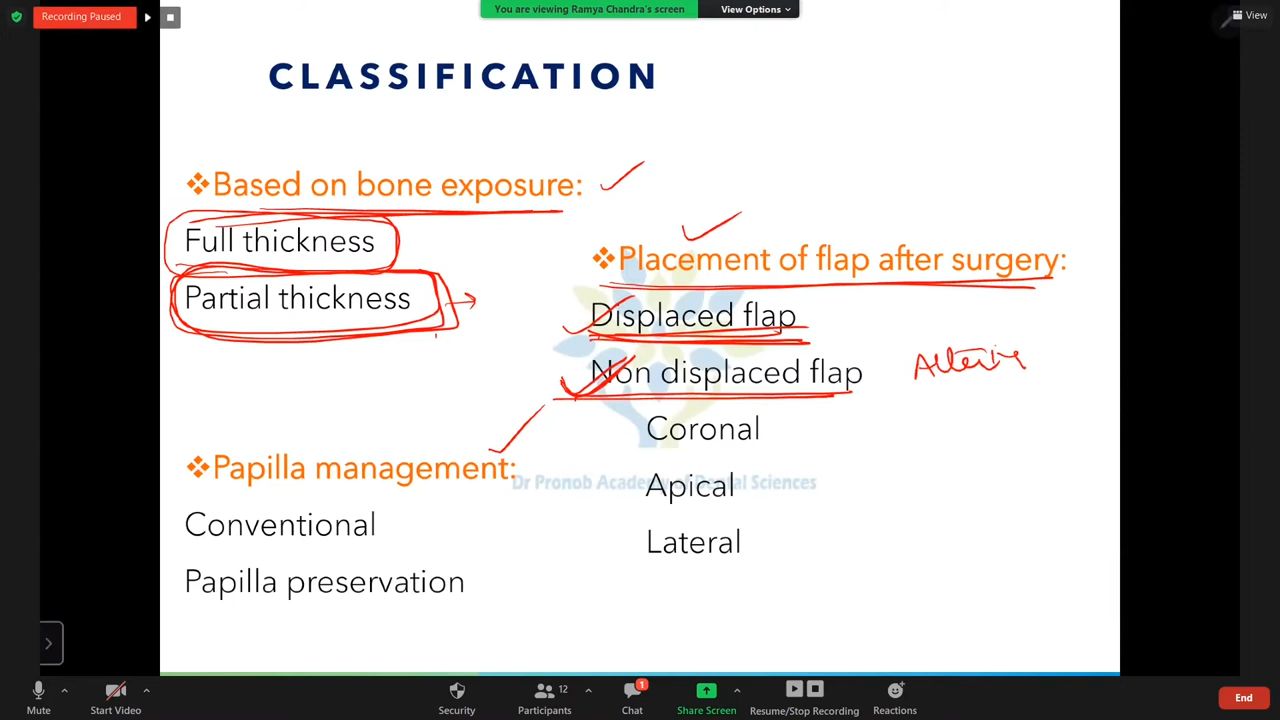 Recording Paused
You are viewing Ramya Chandra's screen
View Options
View
CLASSIFICATION
❖Based on bone exposure:
Full thickness
Partial thickness
❖Placement of flap after surgery:
Displaced flap
Non displaced flap
Coronal
Apical
Lateral
❖Papilla management:
Conventional
Papilla preservation
Dr Pronob Academy of Dental Sciences
Mute
Start Video
Security
12
Participants
1
Chat
Share Screen
Resume/Stop Recording
Reactions
End